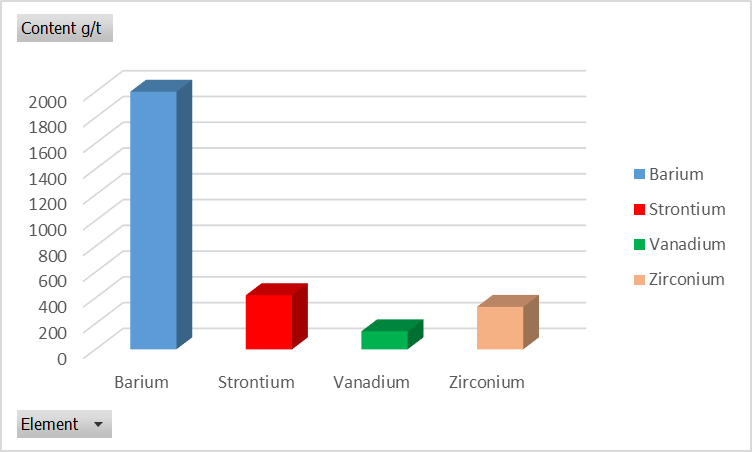 Content g/t
2000
1800
1600
1400
1200
1000
800
600
400
200
0
Barium Strontium Vanadium Zirconium
Barium
Strontium
Vanadium
Zirconium
Element